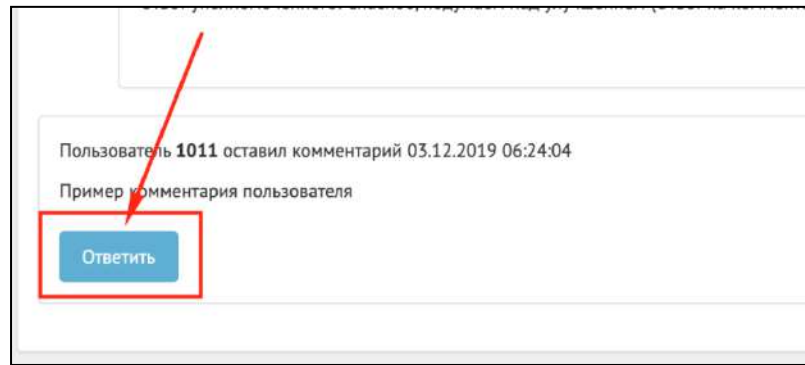 Пользователь 1011 оставил комментарий 03.12.2019 06:24:04
Пример комментария пользователя
Ответить